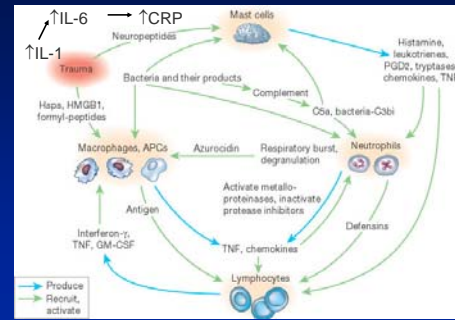 ↑IL-6 → ↑CRP
↑IL-1
Mast cells
Neuropeptides
Trauma
Histamine,
leukotrienes,
PGD2, tryptases
chemokines, TNF
Bacteria and their products
Complement
C5a, bacteria-C3bi
Hapa, HMGB1,
formyl-peptides
Macrophages, APCs
Azurocidin
Respiratory burst,
degranulation
Neutrophils
Activate metallo-
proteinases, inactivate
protease inhibitors
Antigen
Defensins
Interferon-γ,
TNF, GM-CSF
TNF, chemokines
Lymphocytes
Produce
Recruit,
activate